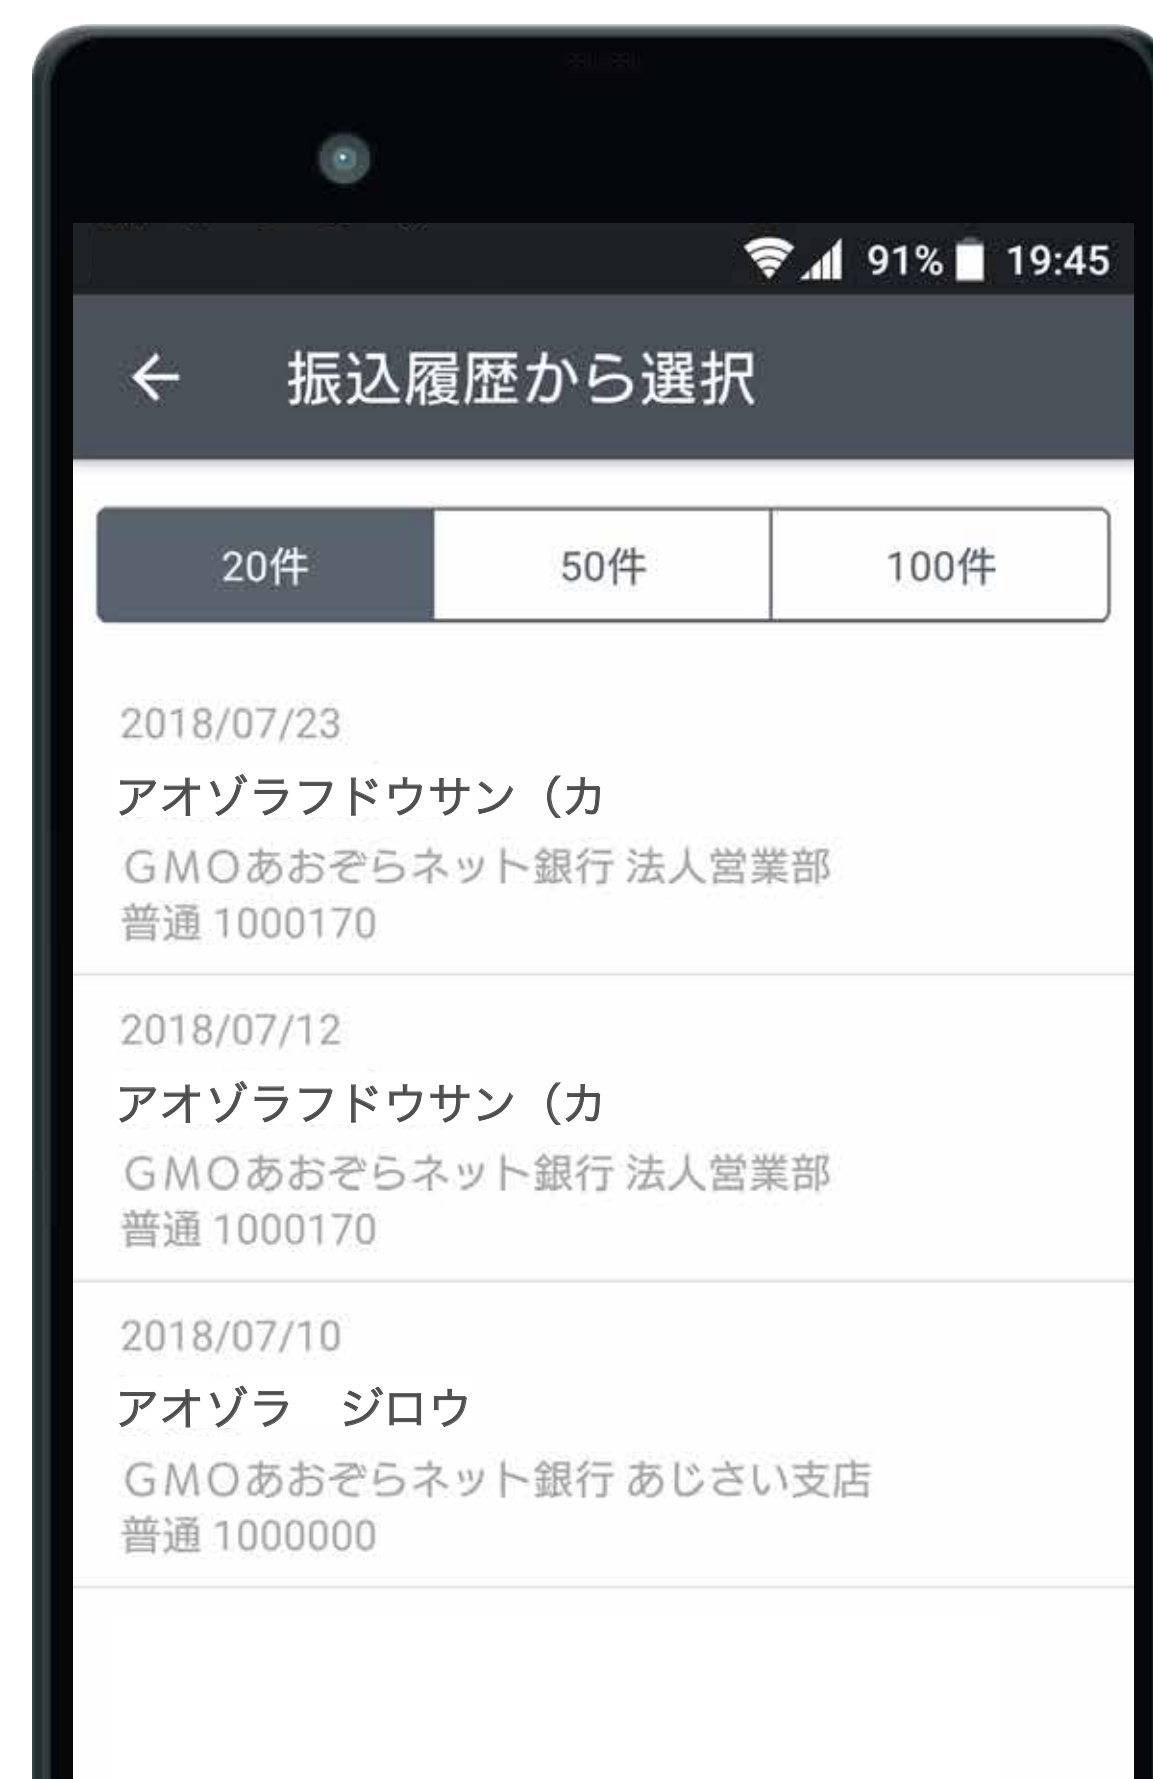 91% 19:45
振込履歴から選択
20件 50件 100件
2018/07/23
アオゾラフドウサン（カ
ＧＭＯあおぞらネット銀行 法人営業部
普通 1000170
2018/07/12
アオゾラフドウサン（カ
ＧＭＯあおぞらネット銀行 法人営業部
普通 1000170
2018/07/10
アオゾラ　ジロウ
ＧＭＯあおぞらネット銀行 あじさい支店
普通 1000000